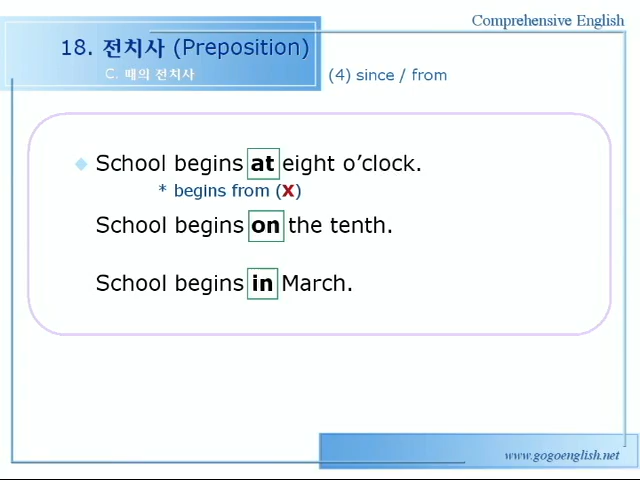 Comprehensive English
18. 전치사 (Preposition)
C. 때의 전치사
(4) since / from
School begins at eight o’clock.
* begins from (X)
School begins on the tenth.
School begins in March.
www.gogoenglish.net